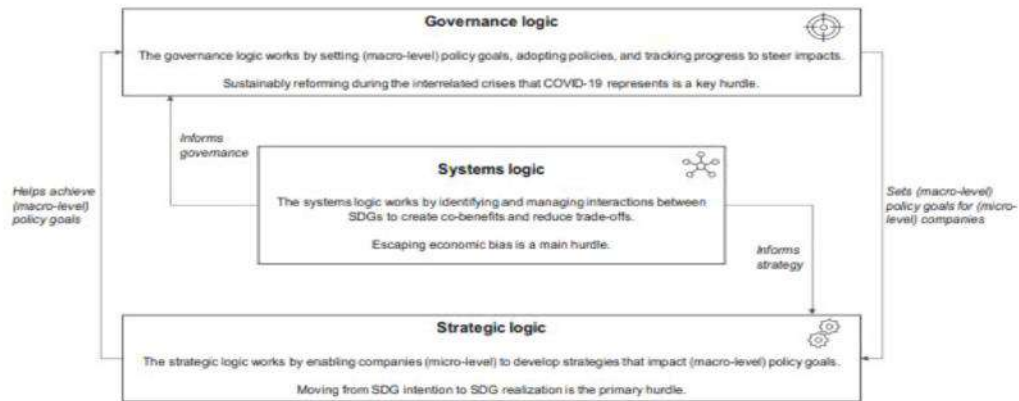 Governance logic
The governance logic works by setting (macro-level) policy goals, adopting policies, and tracking progress to steer impacts.
Sustainably reforming during the interrelated crises that COVID-19 represents is a key hurdle.
Informs
governance
Systems logic
The systems logic works by identifying and managing interactions between
SDGs to create co-benefits and reduce trade-offs.
Escaping economic bias is a main hurdle.
Helps achieve
(macro-level)
policy goals
Sets (macro-level)
policy goals for (micro-
level) companies
Informs
strategy
Strategic logic
The strategic logic works by enabling companies (micro-level) to develop strategies that impact (macro-level) policy goals.
Moving from SDG intention to SDG realization is the primary hurdle.